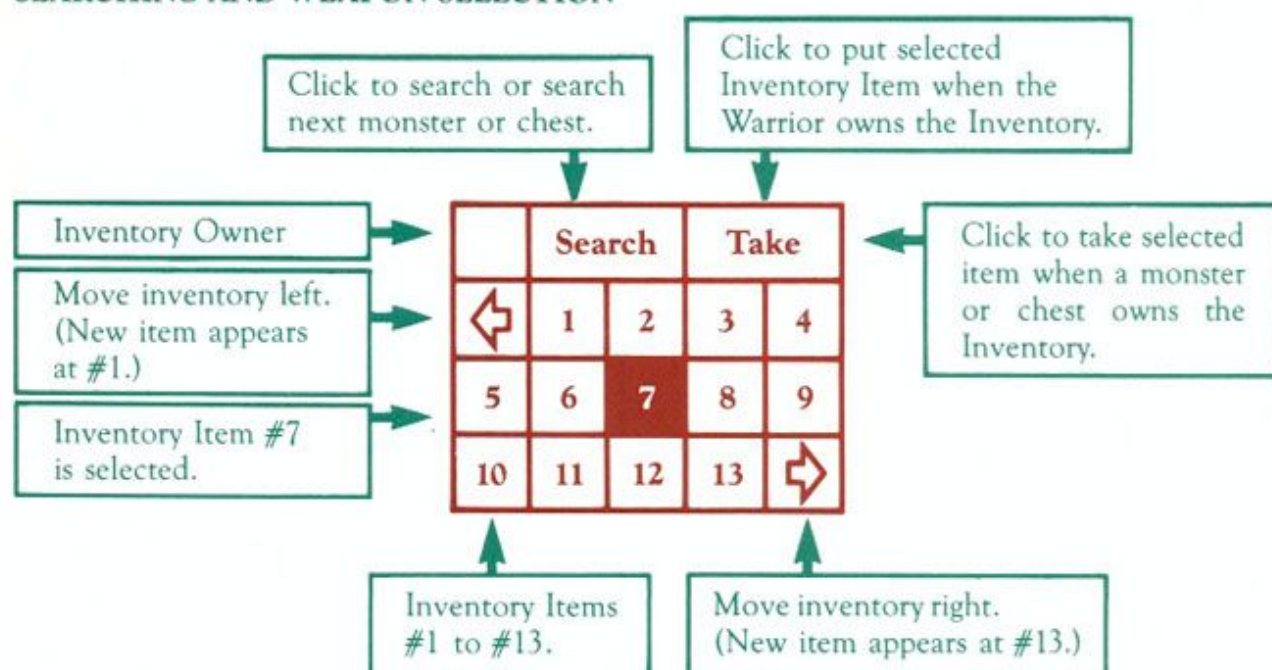 SEARCHING AND WEAPON SELECTION
Click to search or search
next monster or chest.
Click to put selected
Inventory Item when the
Warrior owns the Inventory.
Inventory Owner
Move inventory left.
(New item appears
at #1.)
Inventory Item #7
is selected.
Search Take
1 2 3 4
5 6 7 8 9
10 11 12 13
Click to take selected
item when a monster
or chest owns the
Inventory.
Inventory Items
#1 to #13.
Move inventory right.
(New item appears at #13.)